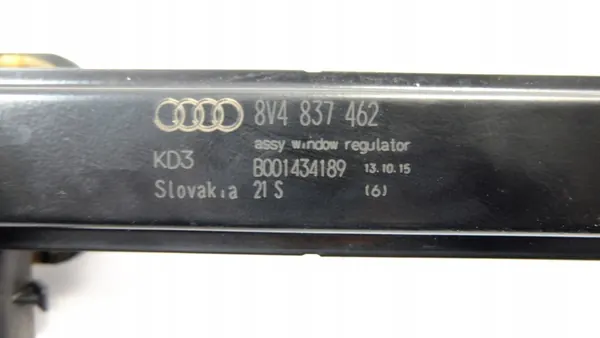 8V4 837 462
assy window regulator
KD3 B001434189 13.10.15
Slovakia 21 S (6)